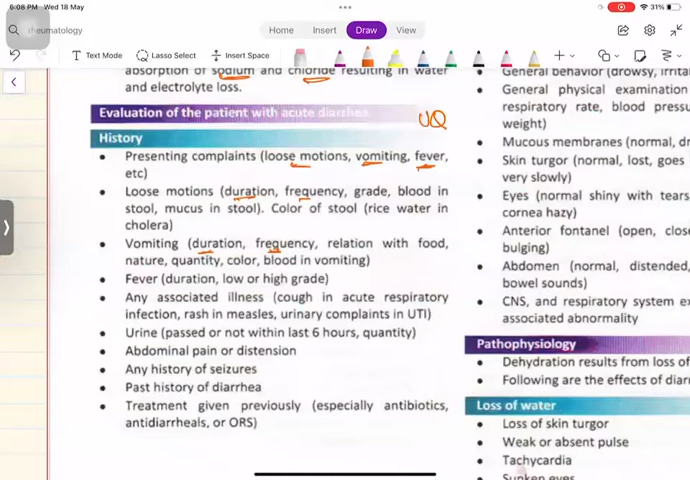 6:08 PM Wed 18 May
31%
rheumatology
Home Insert Draw View
Text Mode Lasso Select Insert Space
absorption of sodium and chloride resulting in water
and electrolyte loss.
Evaluation of the patient with acute diarrhea
UQ
History
• Presenting complaints (loose motions, vomiting, fever,
etc)
• Loose motions (duration, frequency, grade, blood in
stool, mucus in stool). Color of stool (rice water in
cholera)
• Vomiting (duration, frequency, relation with food,
nature, quantity, color, blood in vomiting)
• Fever (duration, low or high grade)
• Any associated illness (cough in acute respiratory
infection, rash in measles, urinary complaints in UTI)
• Urine (passed or not within last 6 hours, quantity)
• Abdominal pain or distension
• Any history of seizures
• Past history of diarrhea
• Treatment given previously (especially antibiotics,
antidiarrheals, or ORS)
• General behavior (drowsy, irrita
• General physical examination
respiratory rate, blood pressu
weight)
• Mucous membranes (normal, dr
• Skin turgor (normal, lost, goes
very slowly)
• Eyes (normal shiny with tears
cornea hazy)
• Anterior fontanel (open, close
bulging)
• Abdomen (normal, distended,
bowel sounds)
• CNS, and respiratory system ex
associated abnormality
Pathophysiology
• Dehydration results from loss of
• Following are the effects of diar
Loss of water
• Loss of skin turgor
• Weak or absent pulse
• Tachycardia
• Sunken eyes